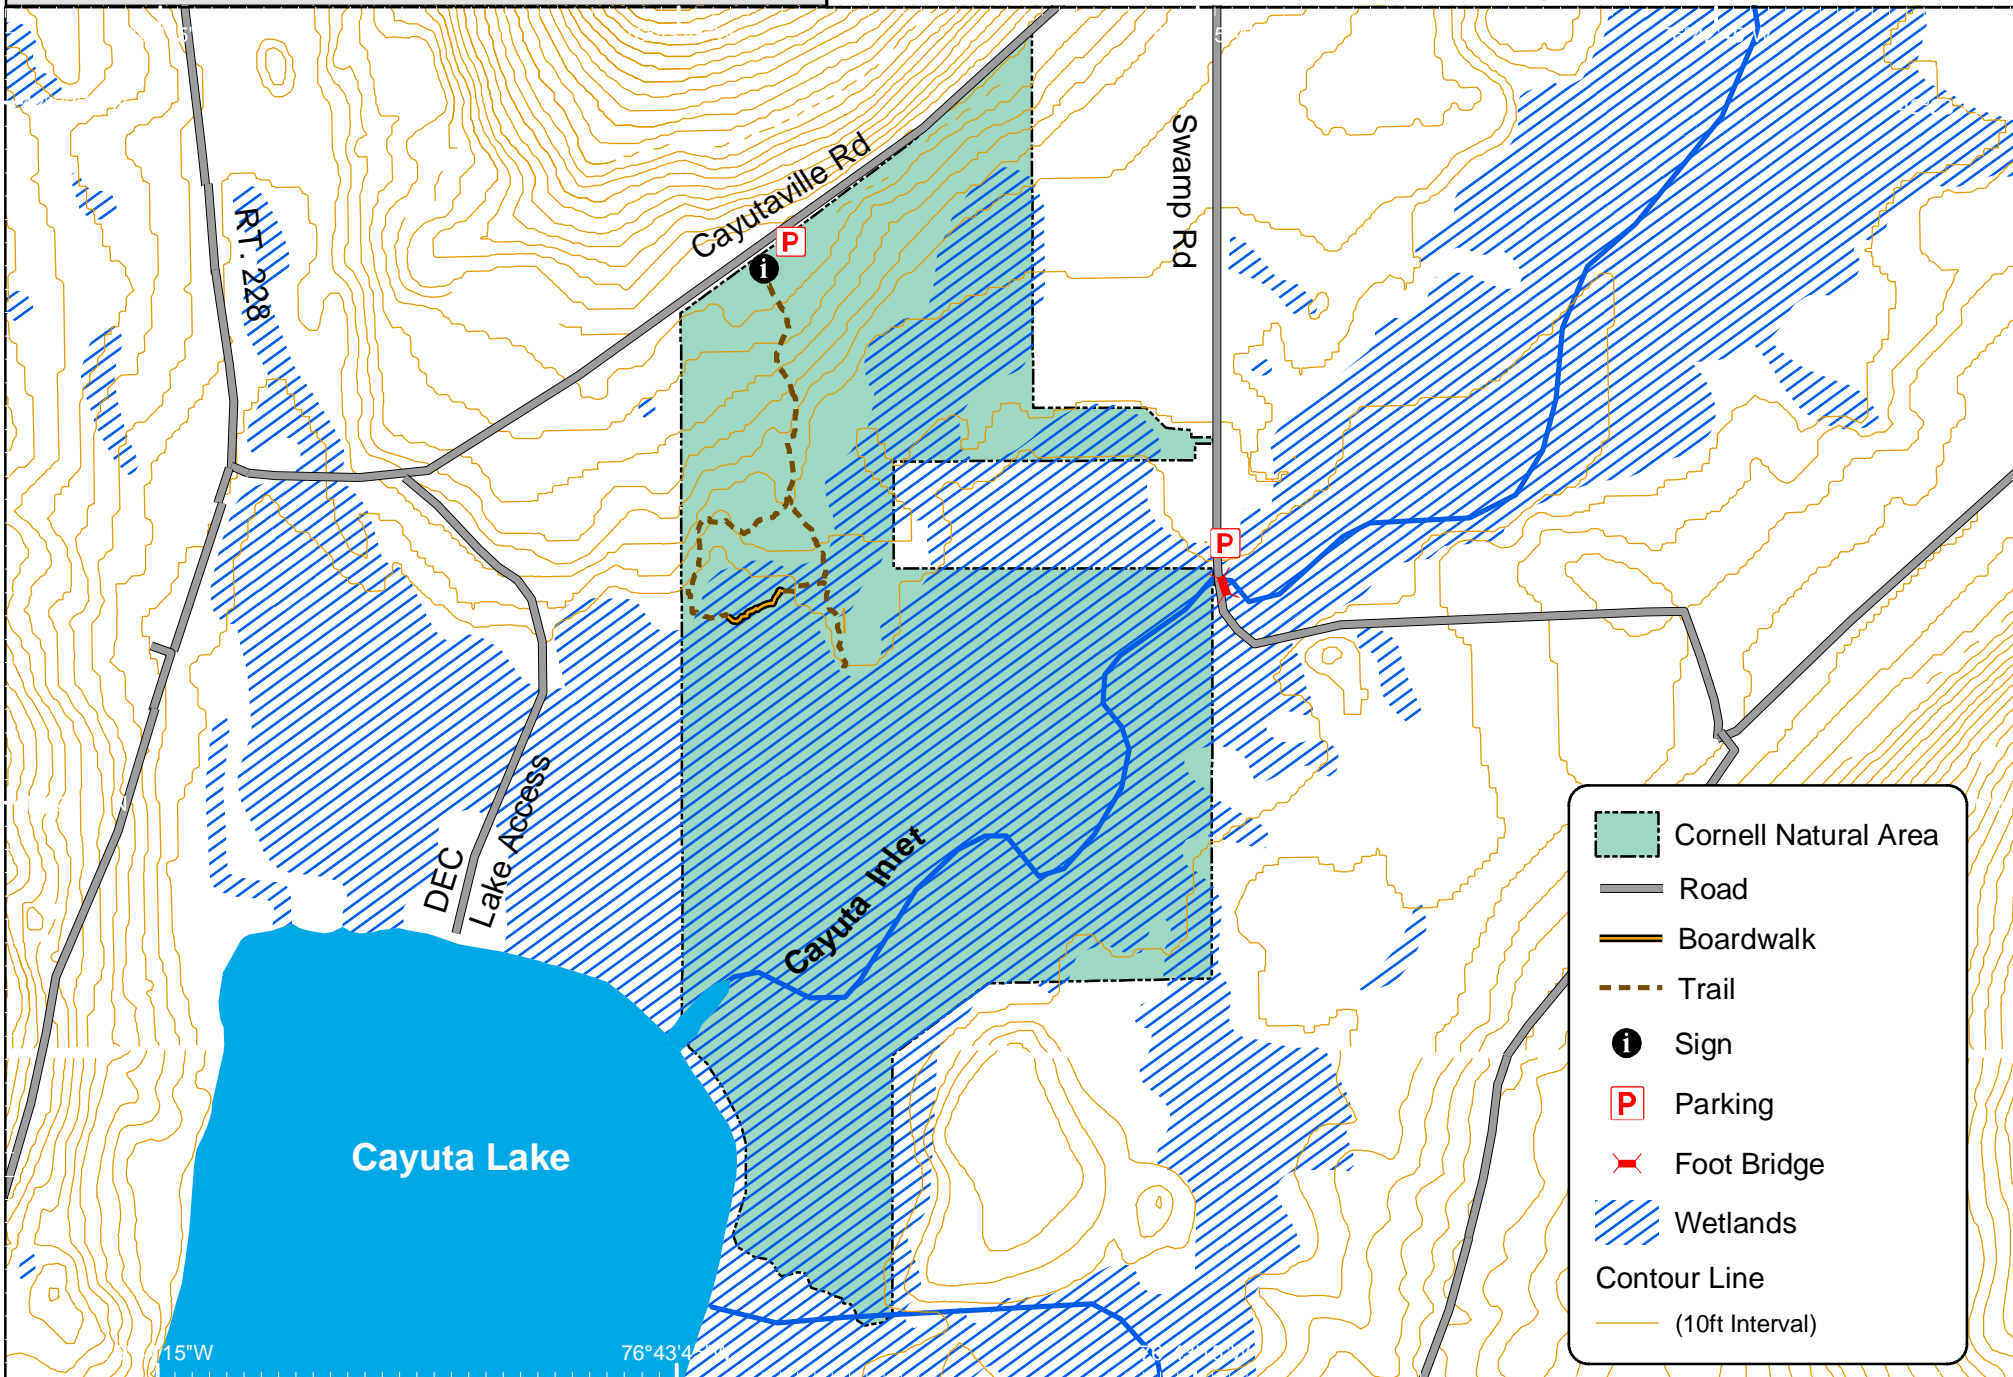 Cayutaville Rd
P
i
Swamp Rd
RT. 228
P
DEC
Lake Access
Cayuta Inlet
Cayuta Lake
15"W
76°43'4
Cornell Natural Area
Road
Boardwalk
Trail
i
Sign
P
Parking
Foot Bridge
Wetlands
Contour Line
(10ft Interval)